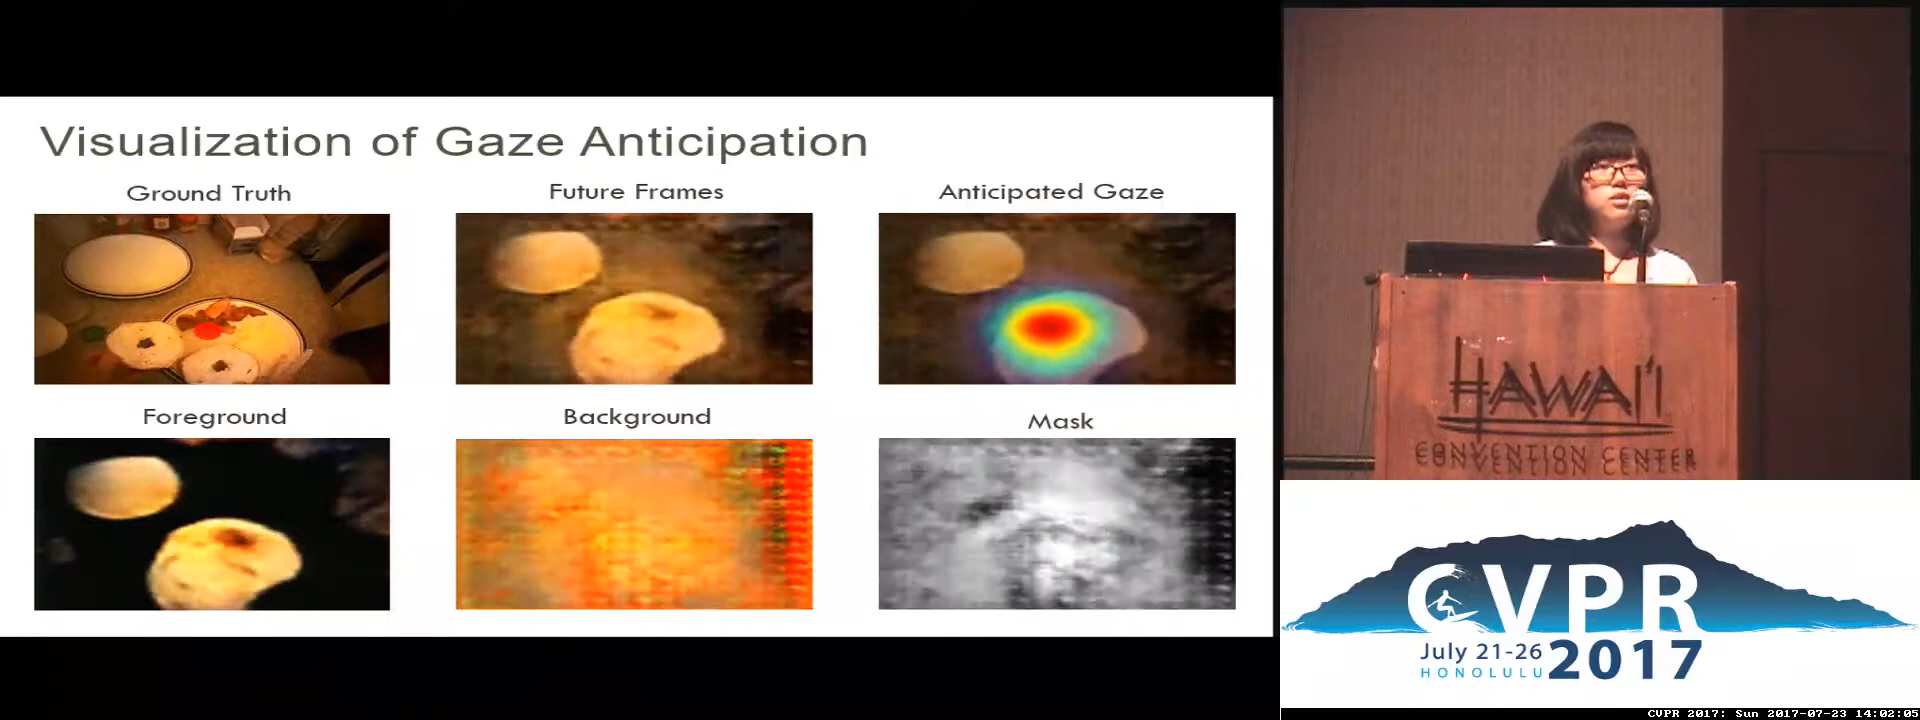 Visualization of Gaze Anticipation
Ground Truth
Future Frames
Anticipated Gaze
Foreground
Background
Mask
HAWAI'I
CONVENTION CENTER
CVPR
July 21-26
HONOLULU
2017
CVPR 2017: Sun 2017-07-23 14:02:05